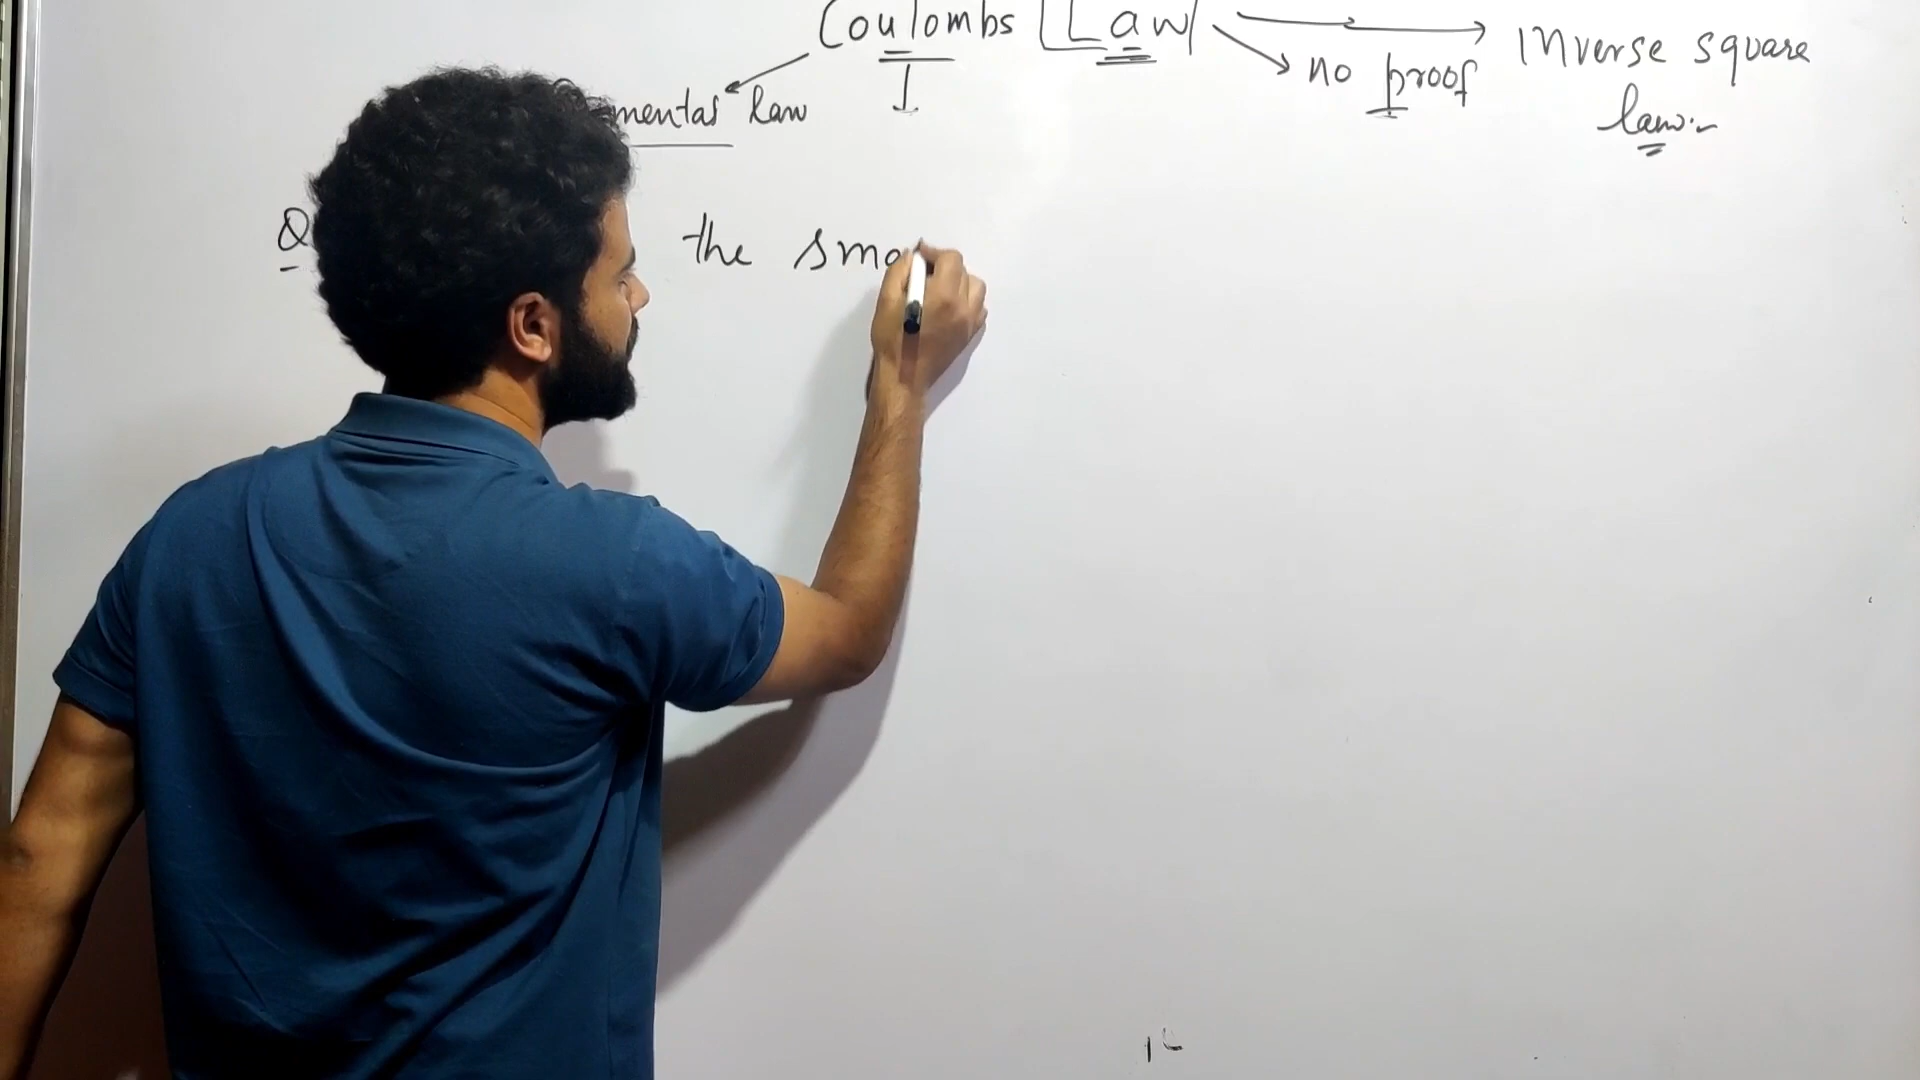 Coulombs Law
Inverse square
no proof
law
mental law
Q the sma